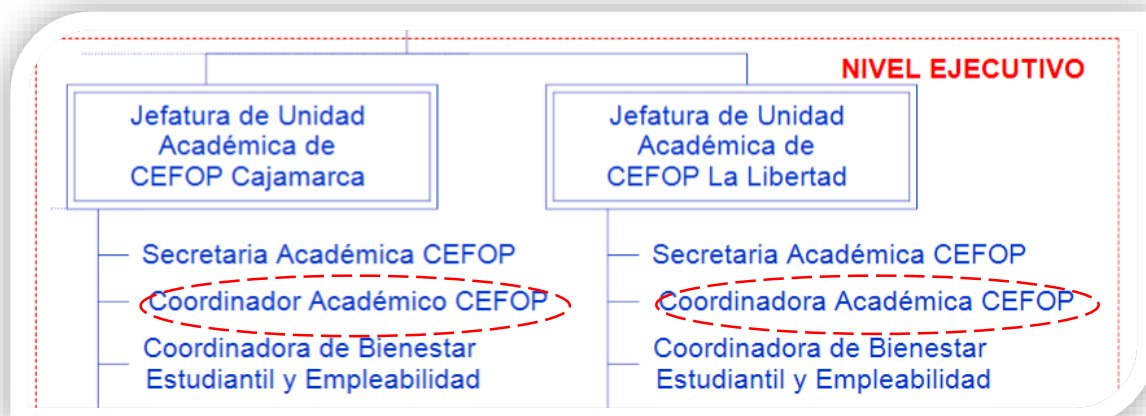 NIVEL EJECUTIVO
Jefatura de Unidad
Académica de
CEFOP Cajamarca
Secretaria Académica CEFOP
Coordinador Académico CEFOP
Coordinadora de Bienestar
Estudiantil y Empleabilidad
Jefatura de Unidad
Académica de
CEFOP La Libertad
Secretaria Académica CEFOP
Coordinadora Académica CEFOP
Coordinadora de Bienestar
Estudiantil y Empleabilidad